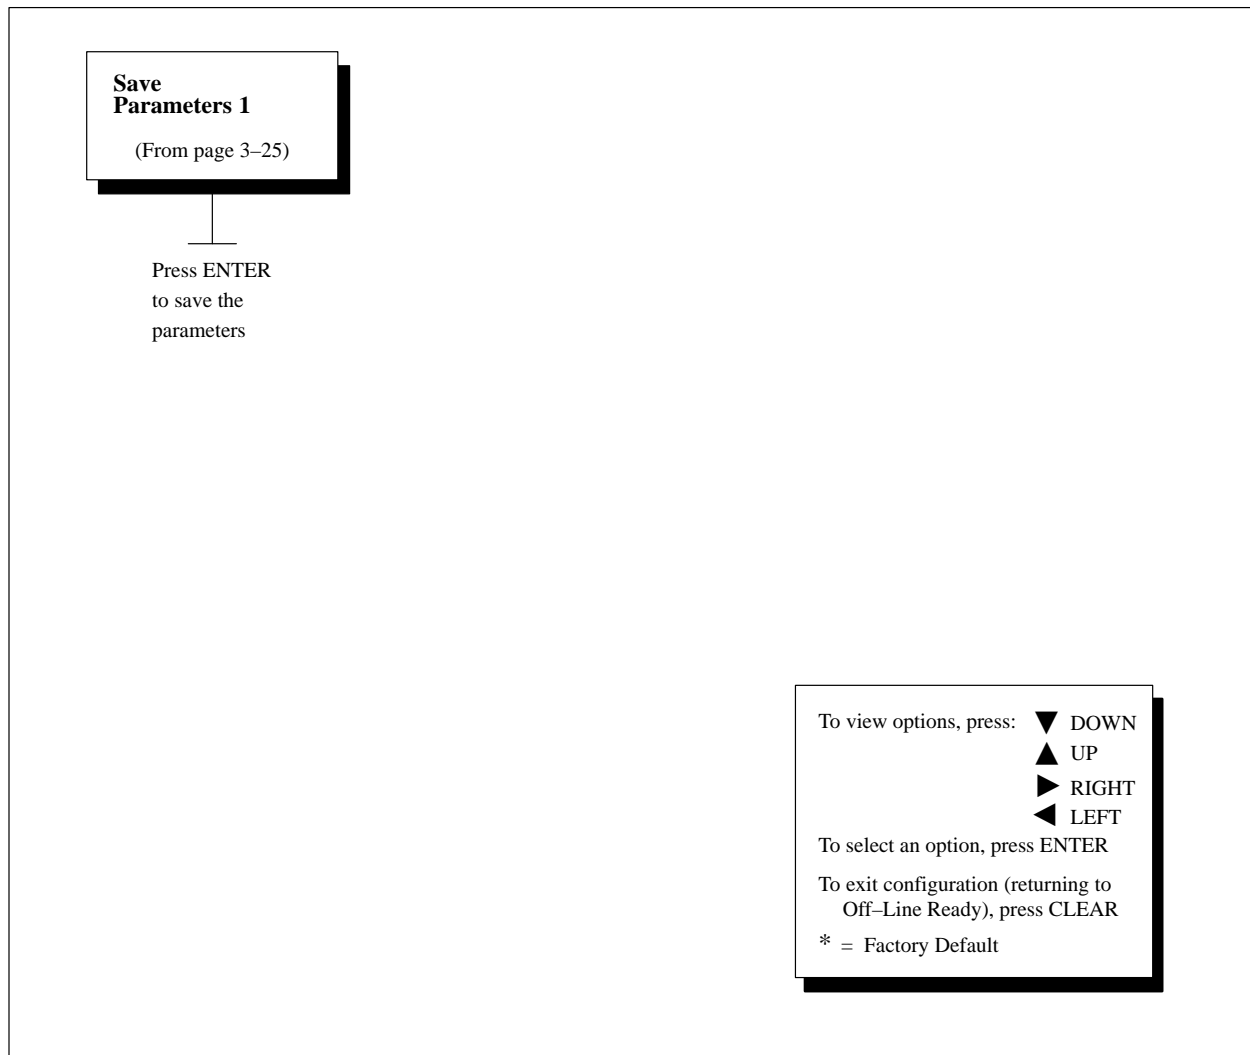 Save
Parameters 1
(From page 3–25)
Press ENTER
to save the
parameters
To view options, press: ▼ DOWN
▲ UP
► RIGHT
◄ LEFT
To select an option, press ENTER
To exit configuration (returning to
Off–Line Ready), press CLEAR
* = Factory Default